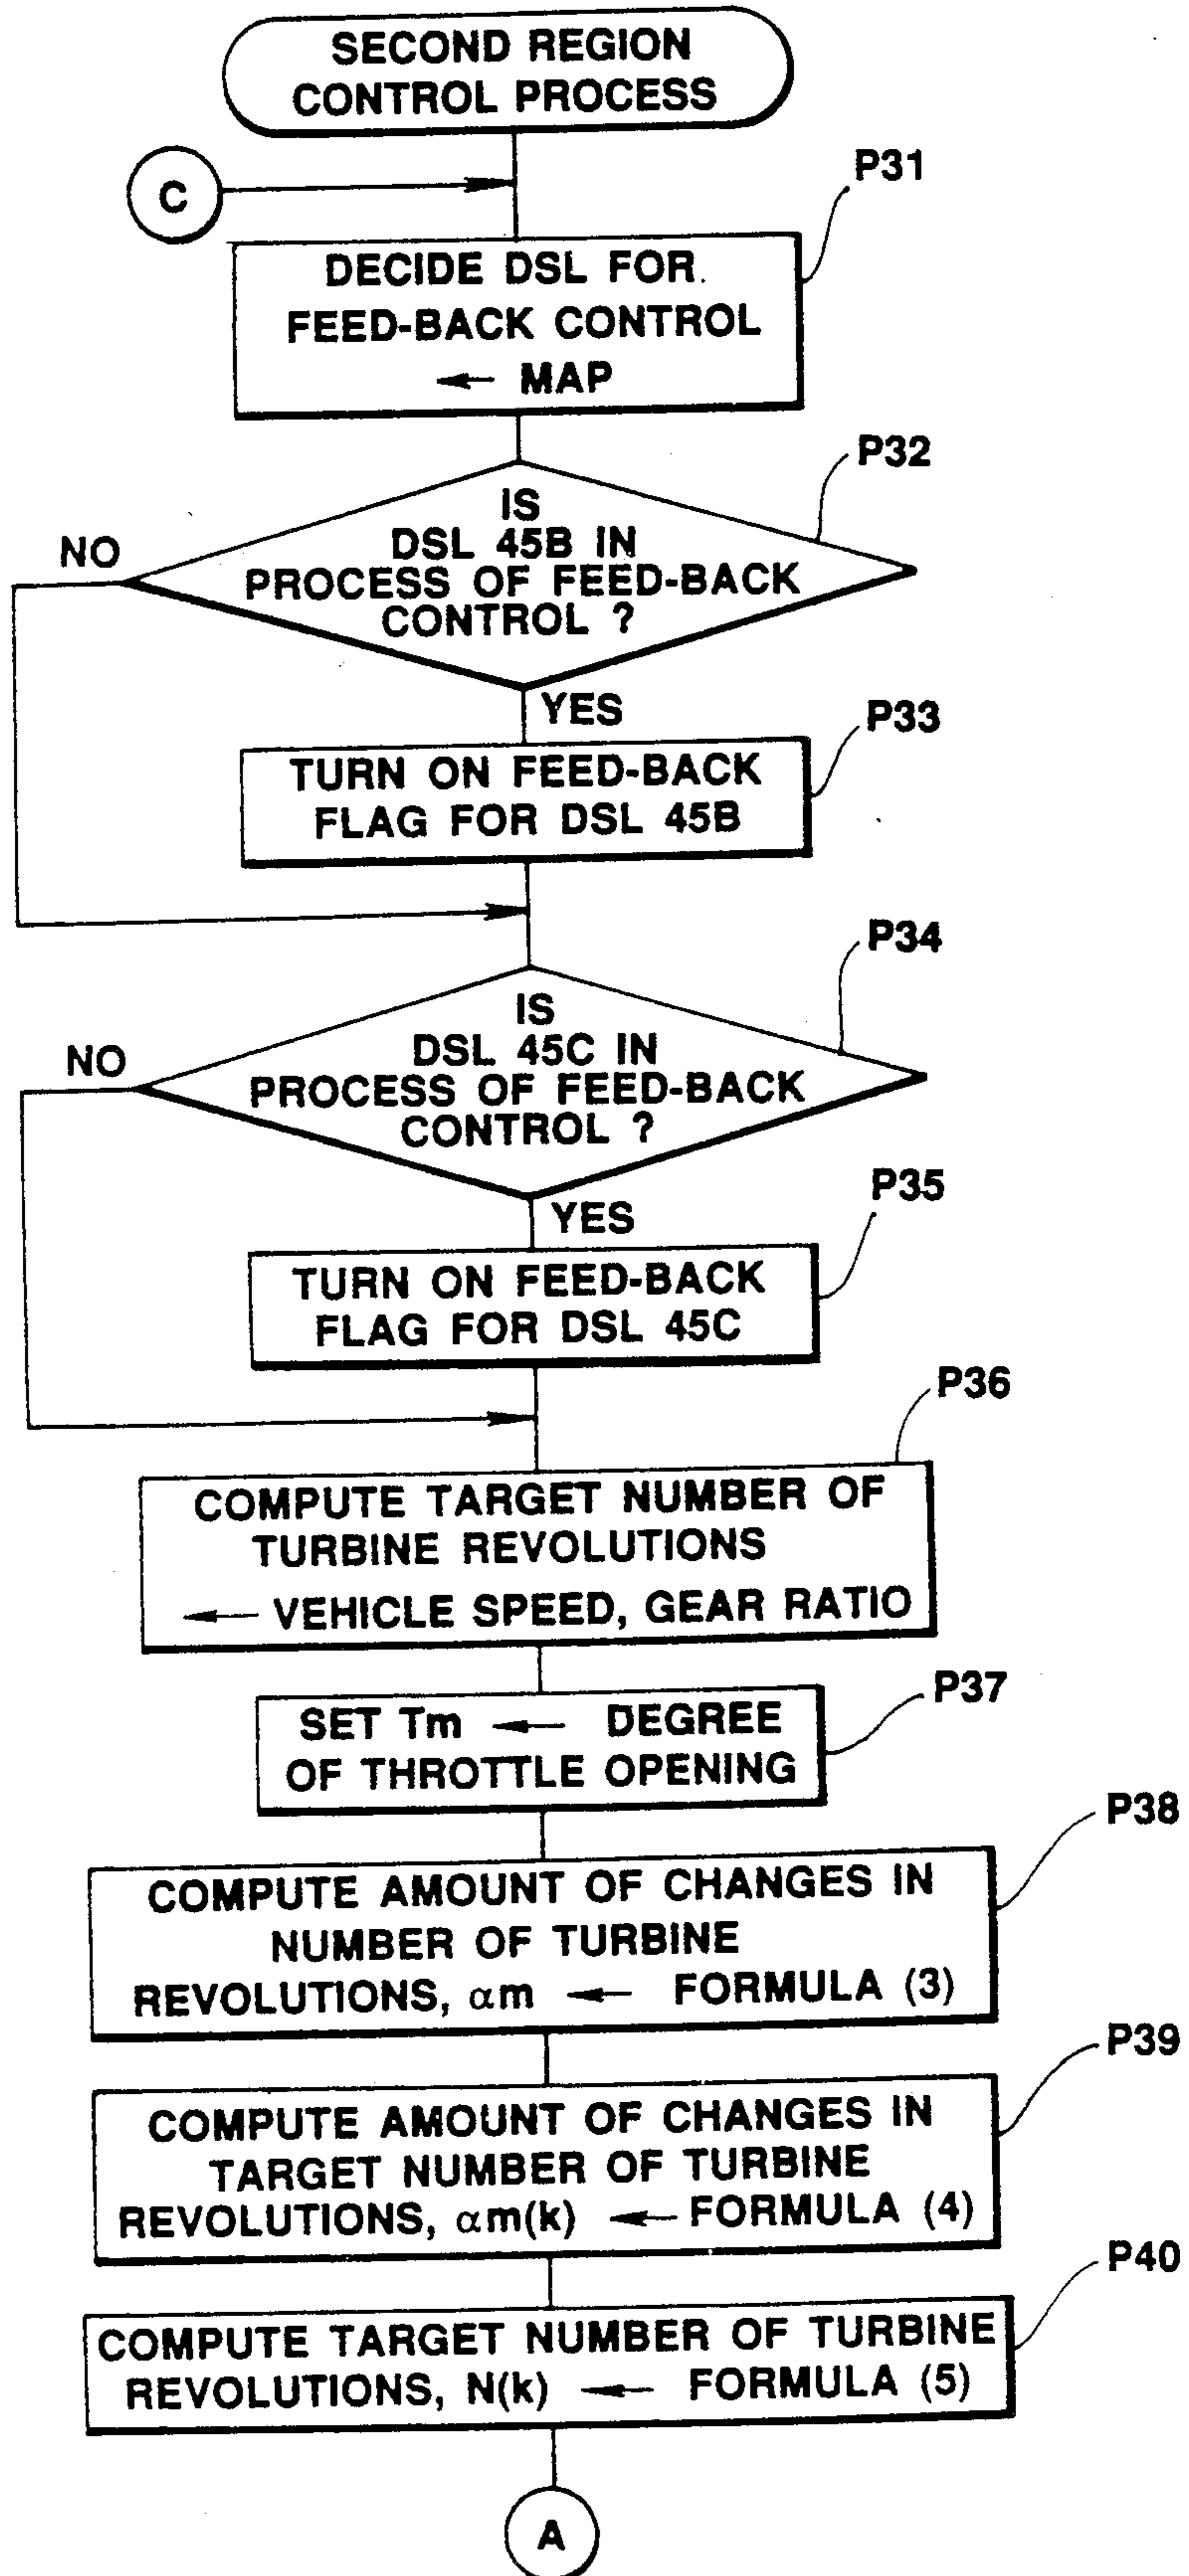 SECOND REGION
CONTROL PROCESS
C
P31
DECIDE DSL FOR
FEED-BACK CONTROL
← MAP
P32
IS
DSL 45B IN
PROCESS OF FEED-BACK
CONTROL ?
NO
YES
P33
TURN ON FEED-BACK
FLAG FOR DSL 45B
P34
IS
DSL 45C IN
PROCESS OF FEED-BACK
CONTROL ?
NO
YES
P35
TURN ON FEED-BACK
FLAG FOR DSL 45C
P36
COMPUTE TARGET NUMBER OF
TURBINE REVOLUTIONS
← VEHICLE SPEED, GEAR RATIO
P37
SET Tm ← DEGREE
OF THROTTLE OPENING
P38
COMPUTE AMOUNT OF CHANGES IN
NUMBER OF TURBINE
REVOLUTIONS, αm ← FORMULA (3)
P39
COMPUTE AMOUNT OF CHANGES IN
TARGET NUMBER OF TURBINE
REVOLUTIONS, αm(k) ← FORMULA (4)
P40
COMPUTE TARGET NUMBER OF TURBINE
REVOLUTIONS, N(k) ← FORMULA (5)
A